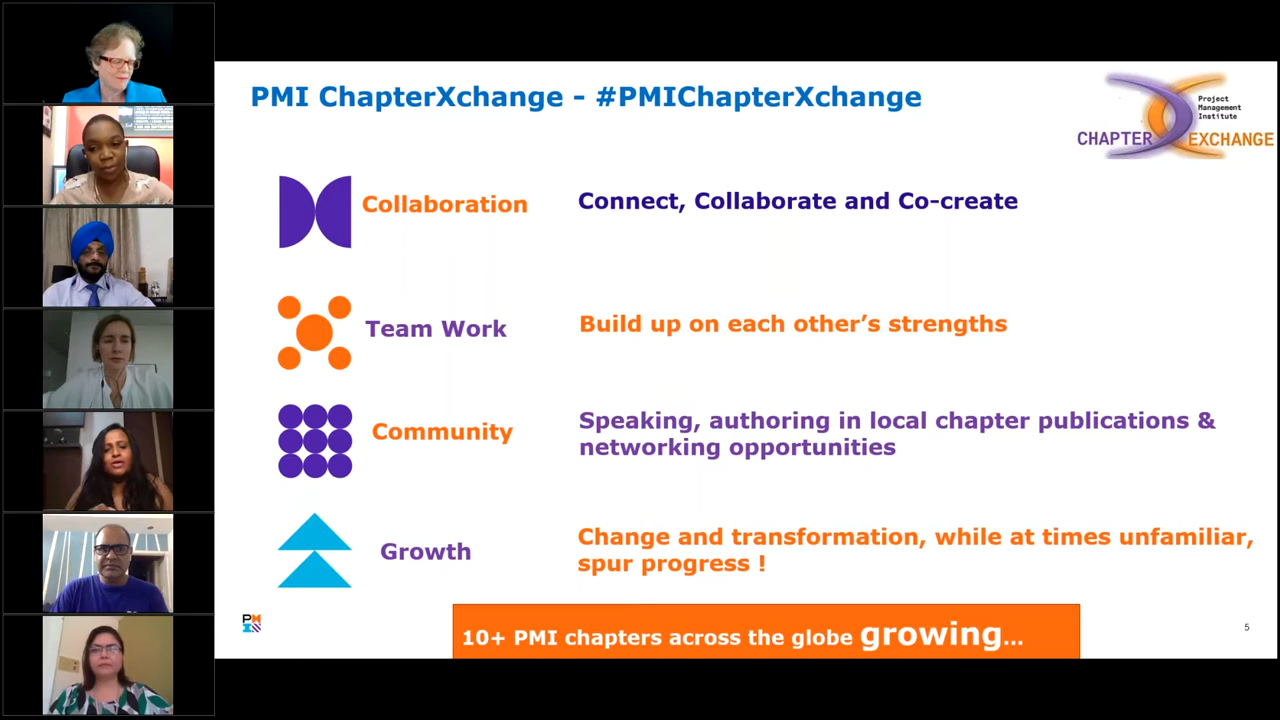 PMI ChapterXchange - #PMIChapterXchange
Project
Management
Institute
CHAPTER EXCHANGE
Collaboration
Connect, Collaborate and Co-create
Team Work
Build up on each other’s strengths
Community
Speaking, authoring in local chapter publications &
networking opportunities
Growth
Change and transformation, while at times unfamiliar,
spur progress !
PMI
10+ PMI chapters across the globe growing...
5